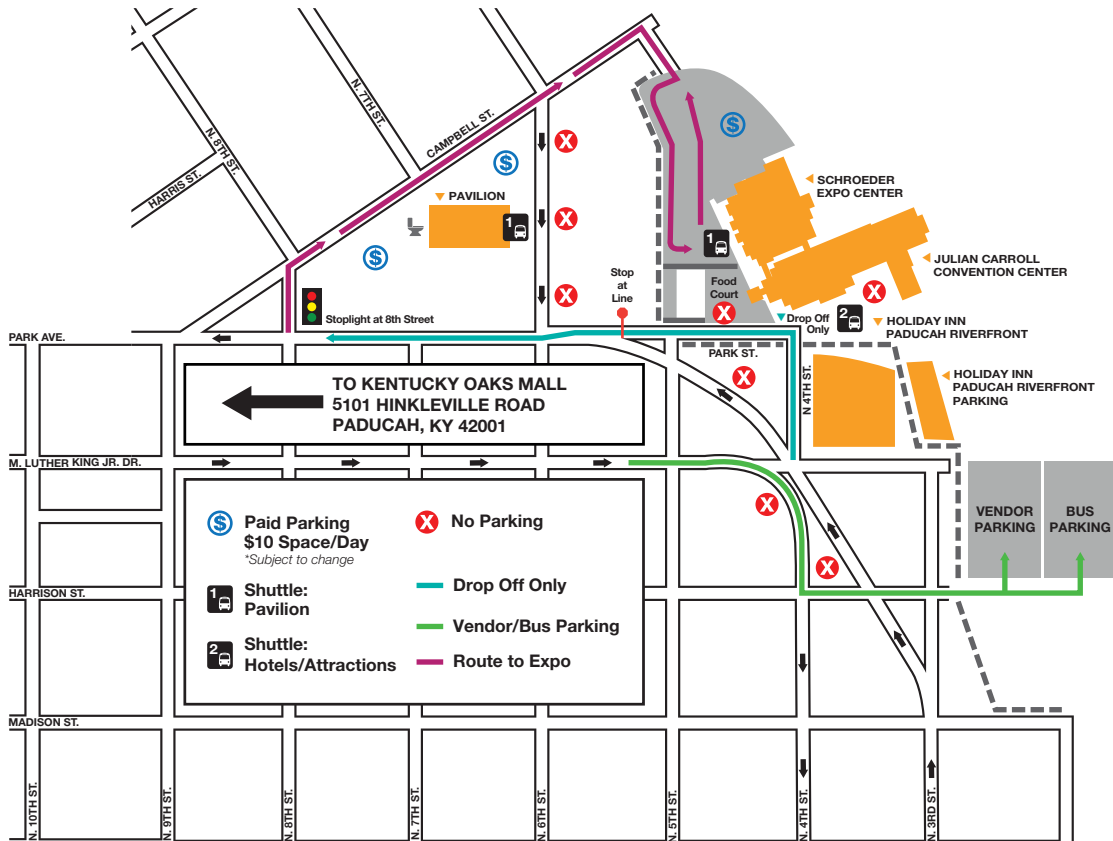 N. 7TH ST.
N. 8TH ST.
HARRIS ST.
CAMPBELL ST.
$
$
$
X
X
X
PAVILION
1
SCHROEDER
EXPO CENTER
1
JULIAN CARROLL
CONVENTION CENTER
X
Stop
at
Line
Food
Court
X
Stoplight at 8th Street
Drop Off
Only
2
HOLIDAY INN
PADUCAH RIVERFRONT
PARK AVE.
PARK ST.
X
N 4TH ST.
HOLIDAY INN
PADUCAH RIVERFRONT
PARKING
TO KENTUCKY OAKS MALL
5101 HINKLEVILLE ROAD
PADUCAH, KY 42001
M. LUTHER KING JR. DR.
X
X
VENDOR
PARKING
BUS
PARKING
$
Paid Parking
$10 Space/Day
*Subject to change
X
No Parking
1
Shuttle:
Pavilion
Drop Off Only
2
Shuttle:
Hotels/Attractions
Vendor/Bus Parking
Route to Expo
HARRISON ST.
MADISON ST.
N. 10TH ST.
N. 9TH ST.
N. 8TH ST.
N. 7TH ST.
N. 6TH ST.
N. 5TH ST.
N. 4TH ST.
N. 3RD ST.